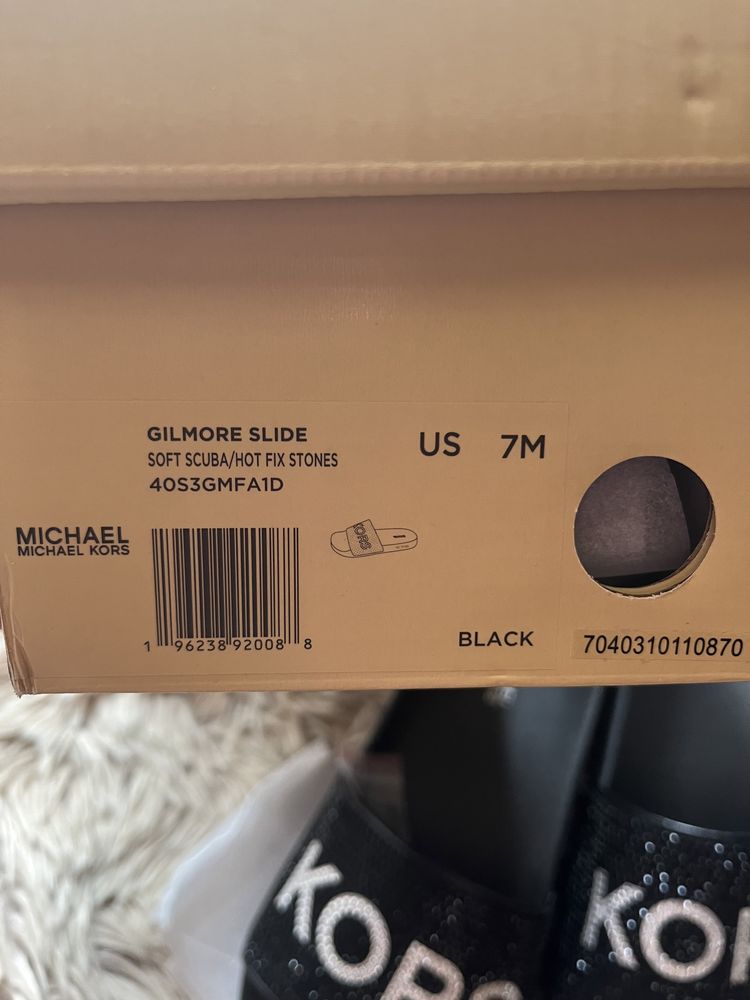 GILMORE SLIDE
SOFT SCUBA/HOT FIX STONES
40S3GMFA1D
US 7M
MICHAEL
MICHAEL KORS
KORS
1 96238 92008 8
BLACK
7040310110870
KORS
KOR